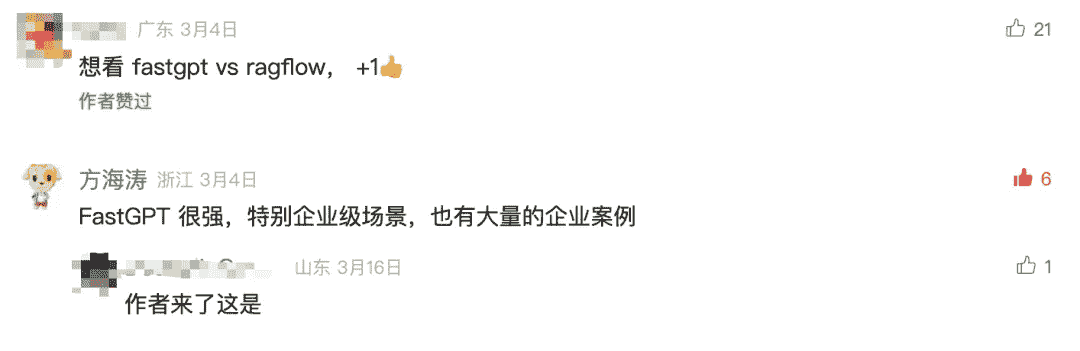 广东 3月4日 21
想看 fastgpt vs ragflow， +1👍
作者赞过
方海涛 浙江 3月4日 6
FastGPT 很强，特别企业级场景，也有大量的企业案例
山东 3月16日 1
作者来了这是